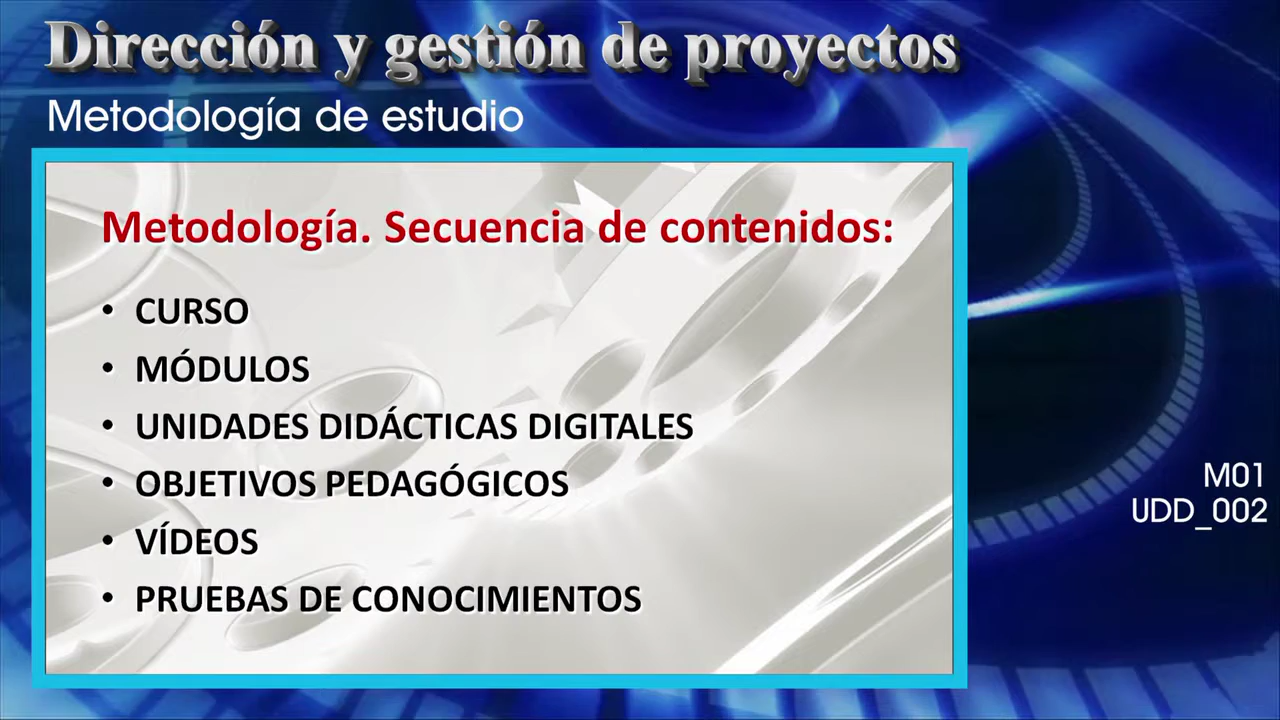 Dirección y gestión de proyectos
Metodología de estudio
Metodología. Secuencia de contenidos:
• CURSO
• MÓDULOS
• UNIDADES DIDÁCTICAS DIGITALES
• OBJETIVOS PEDAGÓGICOS
• VÍDEOS
• PRUEBAS DE CONOCIMIENTOS
M01
UDD_002